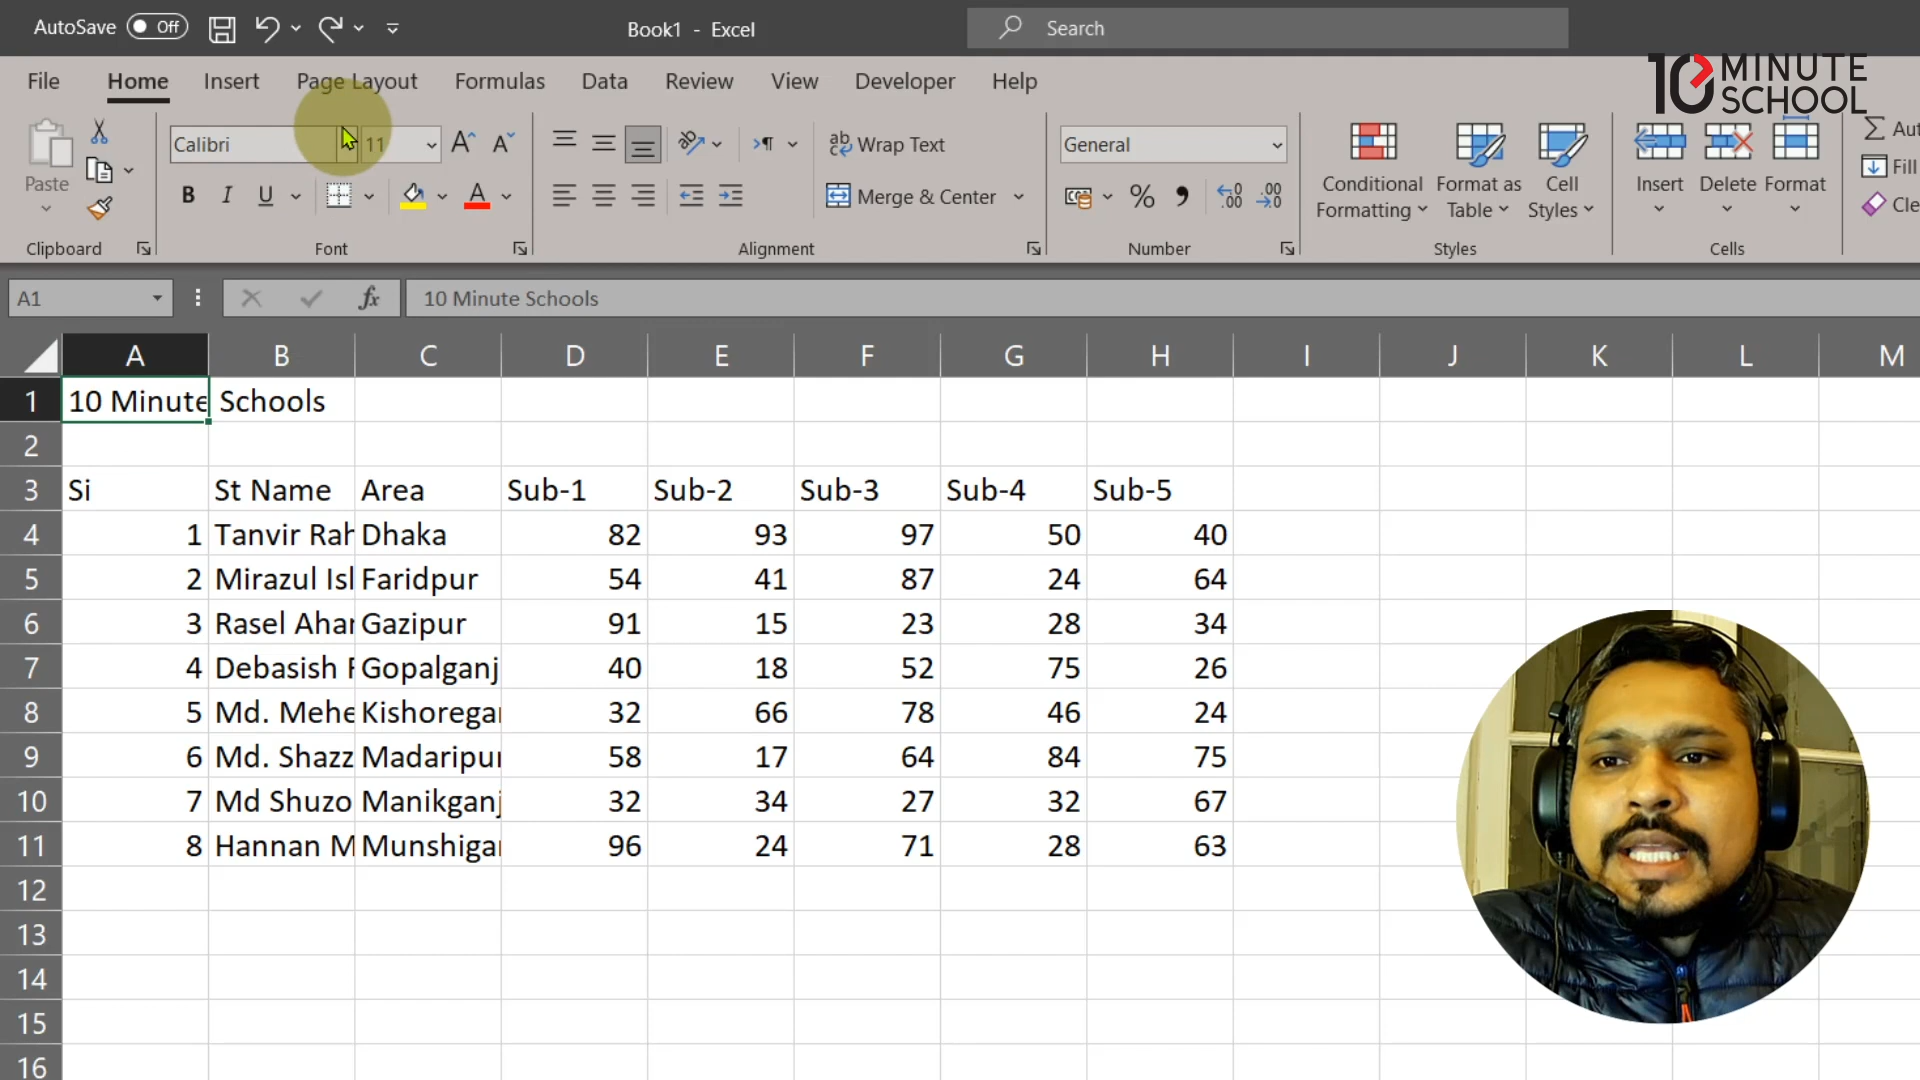 AutoSave Off Book1 - Excel Search
10 MINUTE SCHOOL
File Home Insert Page Layout Formulas Data Review View Developer Help
Calibri 11 Wrap Text General
Paste B I U Merge & Center % Conditional Formatting Format as Table Cell Styles Insert Delete Format
Clipboard Font Alignment Number Styles Cells
A1 fx 10 Minute Schools
A B C D E F G H I J K L M
1 10 Minute Schools
2
3 Si St Name Area Sub-1 Sub-2 Sub-3 Sub-4 Sub-5
4 1 Tanvir Rah Dhaka 82 93 97 50 40
5 2 Mirazul Isl Faridpur 54 41 87 24 64
6 3 Rasel Ahar Gazipur 91 15 23 28 34
7 4 Debasish Gopalganj 40 18 52 75 26
8 5 Md. Mehe Kishoregan 32 66 78 46 24
9 6 Md. Shazz Madaripur 58 17 64 84 75
10 7 Md Shuzo Manikganj 32 34 27 32 67
11 8 Hannan M Munshigan 96 24 71 28 63
12
13
14
15
16